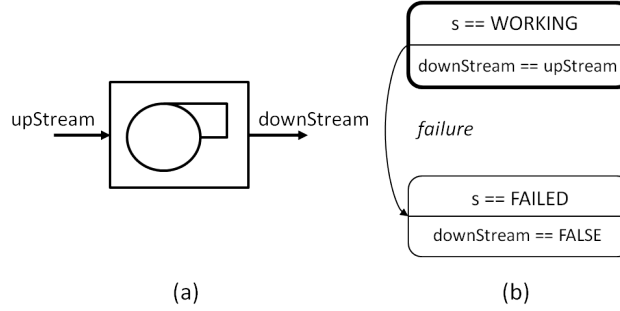 upStream
downStream
(a)
s == WORKING
downStream == upStream
failure
s == FAILED
downStream == FALSE
(b)